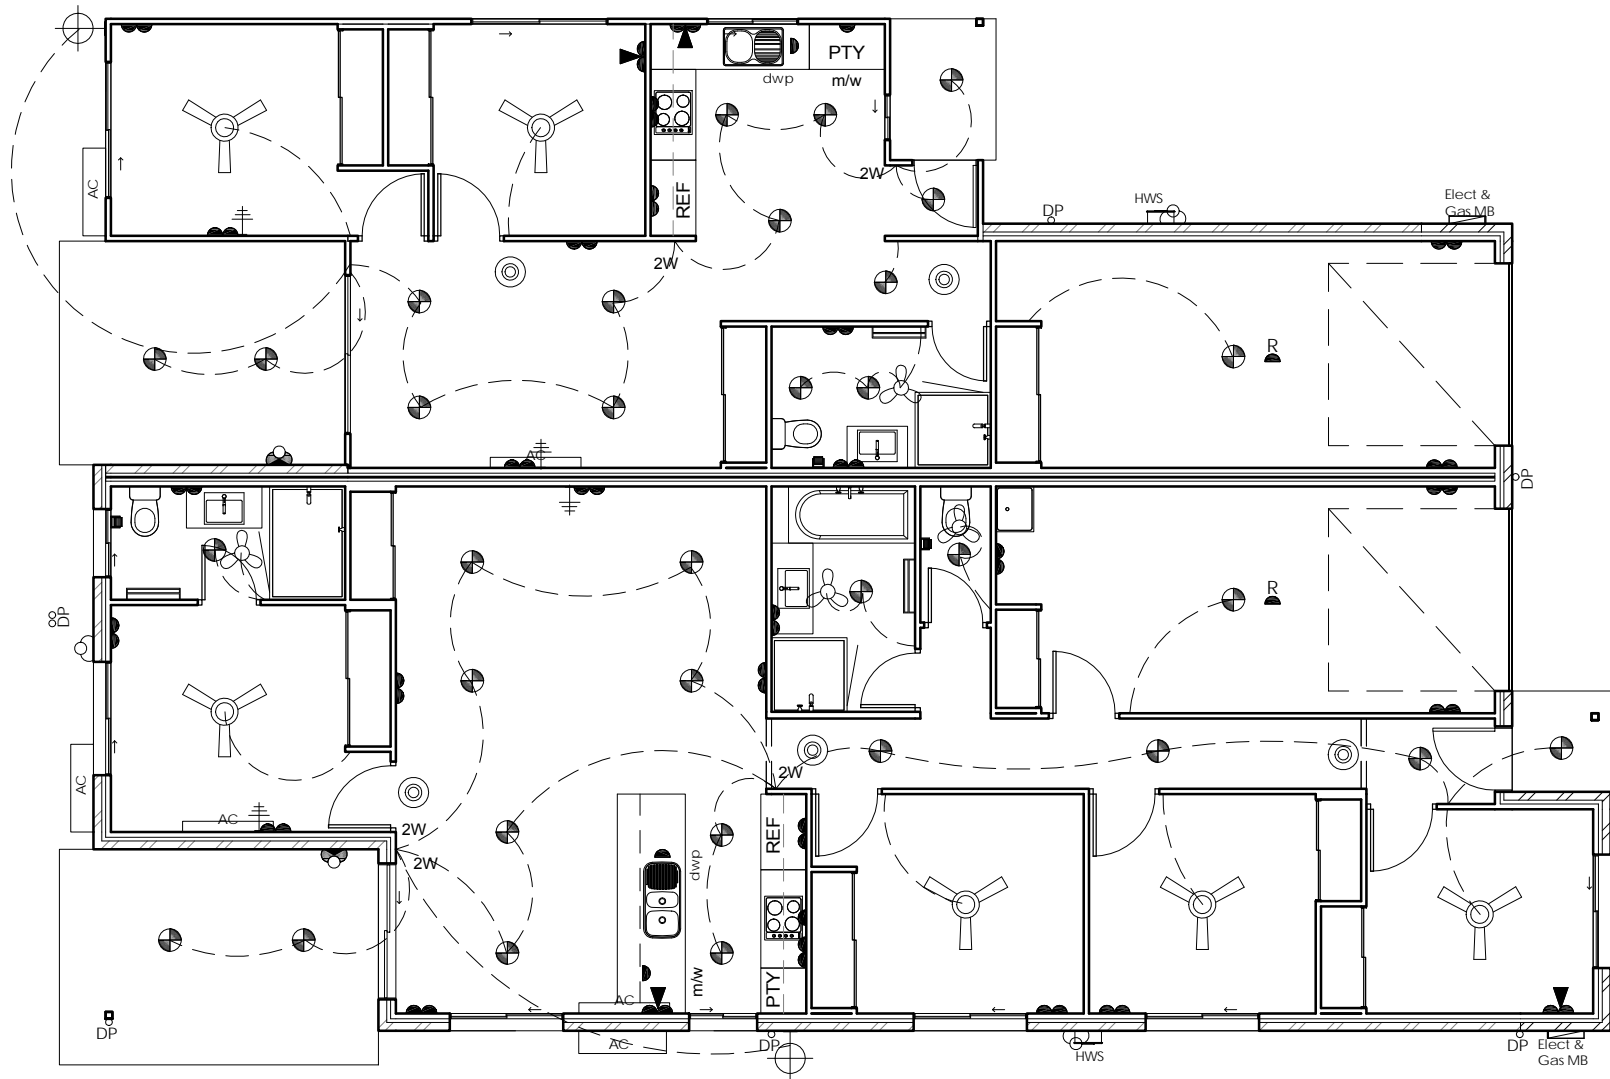 PTY
dwp
m/w
AC
REF
2W
2W
DP
HWS
Elect &
Gas MB
R
AC
DP
DP
R
AC
AC
2W
2W
2W
REF
dwp
m/w
PTY
AC
AC
DP
DP
HWS
DP
Elect &
Gas MB